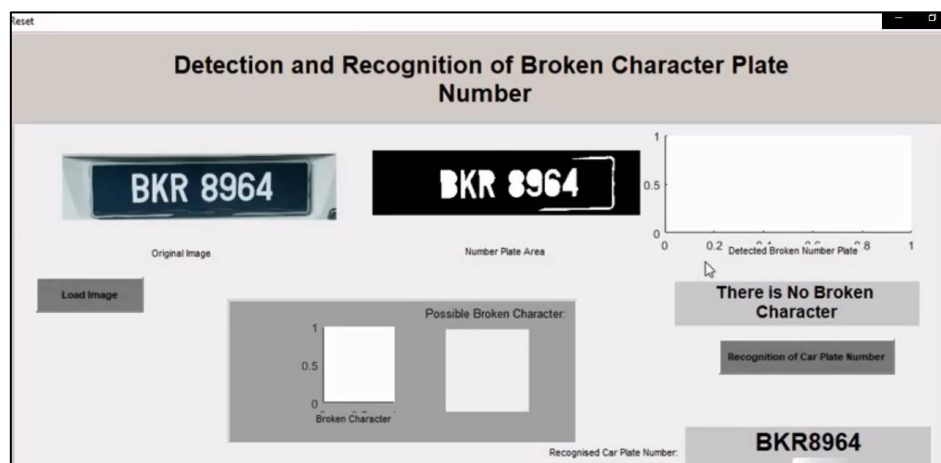 Reset
Detection and Recognition of Broken Character Plate
Number
BKR 8964
BKR 8964
1
0.5
0
0
0.2
8
1
Original Image
Number Plate Area
Detected Broken Number Plate
Load Image
There is No Broken
Character
Possible Broken Character:
1
0.5
0
Broken Character
Recognition of Car Plate Number
Recognised Car Plate Number:
BKR8964